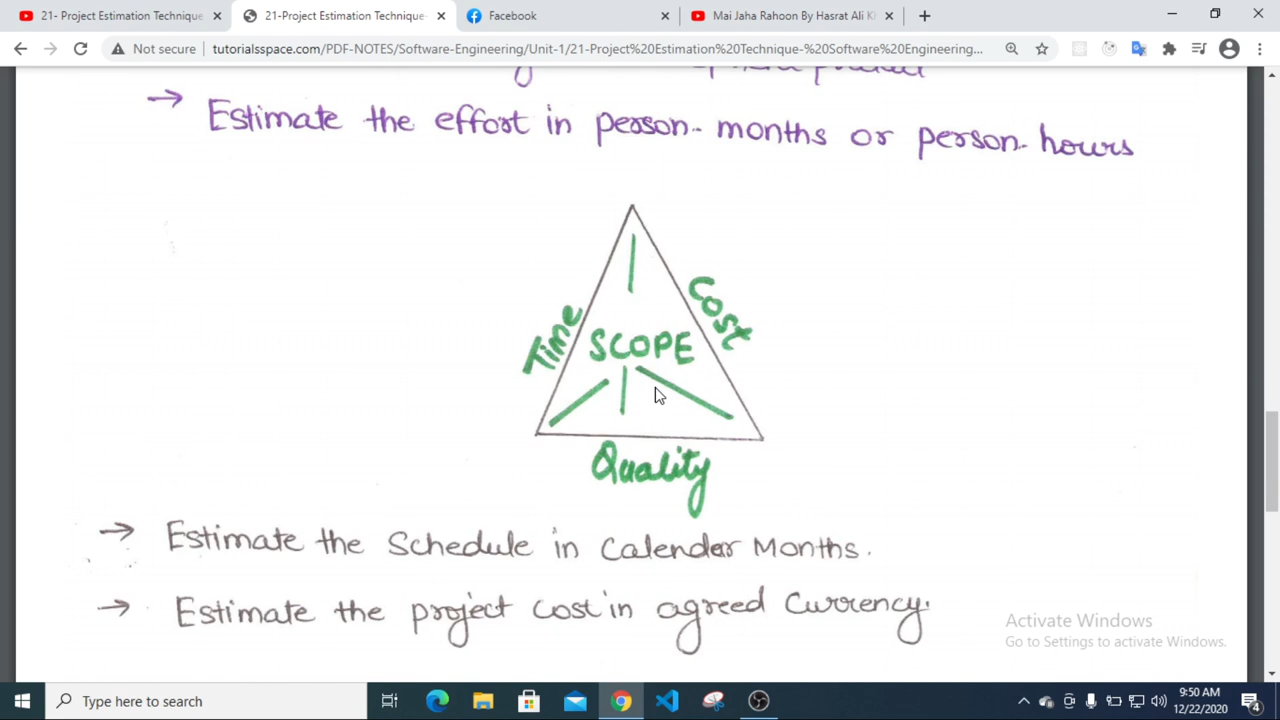 21- Project Estimation Technique
21-Project Estimation Technique-
Facebook
Mai Jaha Rahoon By Hasrat Ali K
Not secure
tutorialsspace.com/PDF-NOTES/Software-Engineering/Unit-1/21-Project%20Estimation%20Technique-%20Software%20Engineering...
→ Estimate the effort in person- months or person- hours
Time
Cost
SCOPE
Quality
→ Estimate the Schedule in Calender Months.
→ Estimate the project cost in agreed Currency.
Activate Windows
Go to Settings to activate Windows.
Type here to search
9:50 AM
12/22/2020
4